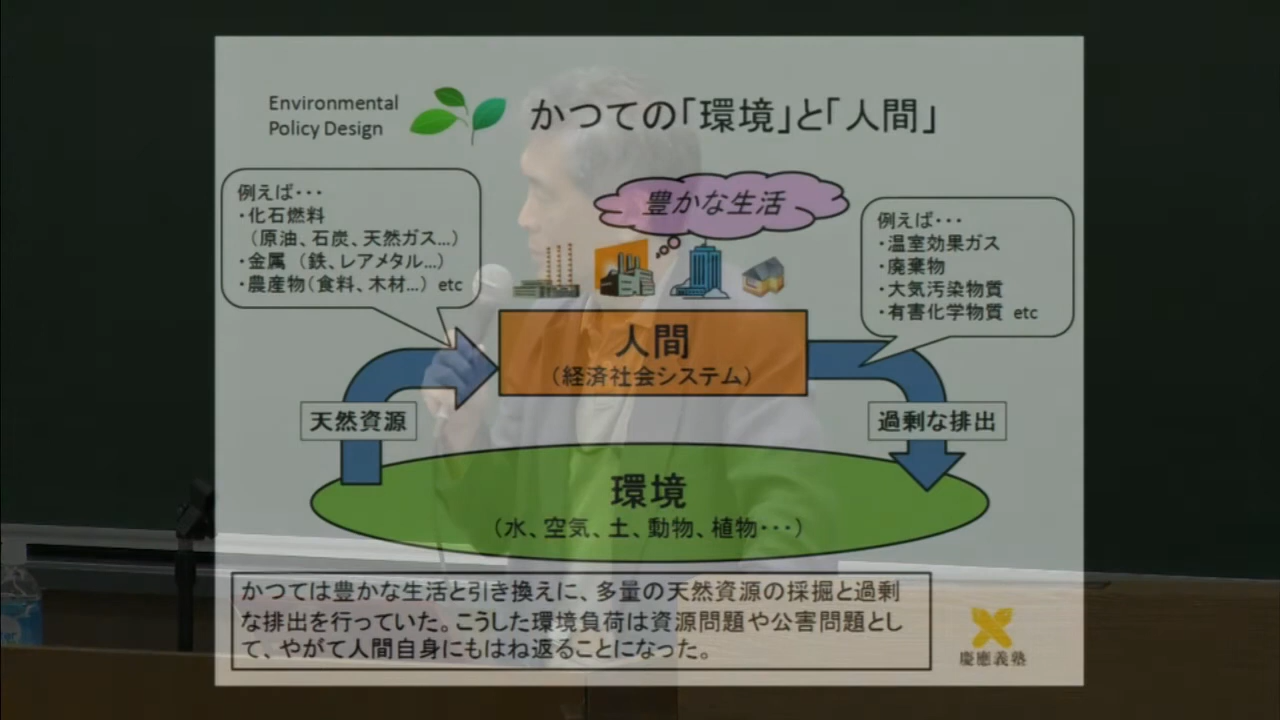 Environmental
Policy Design
かつての「環境」と「人間」
例えば・・・
・化石燃料
（原油、石炭、天然ガス…）
・金属 （鉄、レアメタル…）
・農産物（食料、木材…） etc
豊かな生活
例えば・・・
・温室効果ガス
・廃棄物
・大気汚染物質
・有害化学物質 etc
人間
（経済社会システム）
天然資源
過剰な排出
環境
（水、空気、土、動物、植物・・・）
かつては豊かな生活と引き換えに、多量の天然資源の採掘と過剰
な排出を行っていた。こうした環境負荷は資源問題や公害問題とし
て、やがて人間自身にもはね返ることになった。
慶應義塾